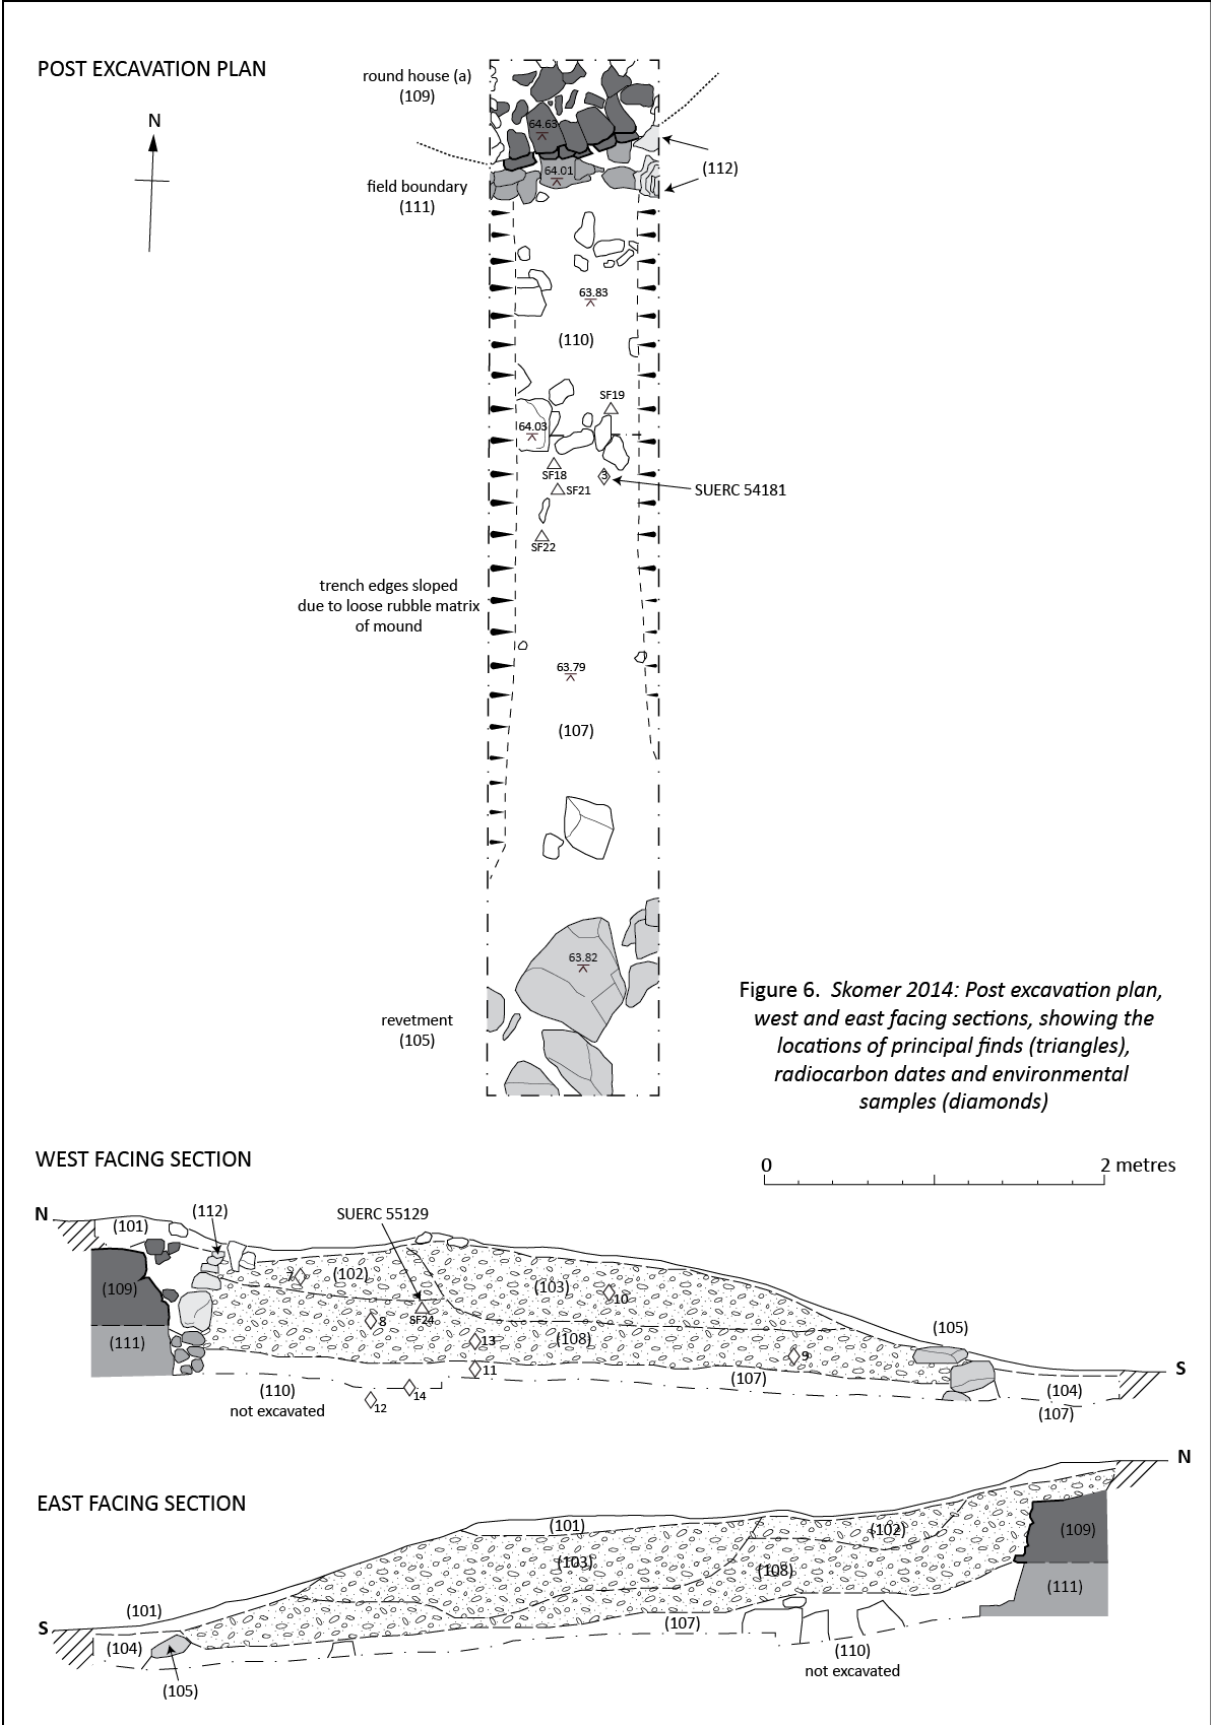 POST EXCAVATION PLAN
N
round house (a)
(109)
64.63
64.01
(112)
field boundary
(111)
63.83
(110)
SF19
64.03
SF18
3
SF21
SUERC 54181
SF22
trench edges sloped
due to loose rubble matrix
of mound
63.79
(107)
63.82
revetment
(105)
Figure 6. Skomer 2014: Post excavation plan,
west and east facing sections, showing the
locations of principal finds (triangles),
radiocarbon dates and environmental
samples (diamonds)
WEST FACING SECTION
0 2 metres
N
(101)
(112)
SUERC 55129
7
(102)
(103)
10
(109)
8
SF24
13
(108)
(105)
(111)
9
11
(107)
S
(110)
not excavated
14
12
(104)
(107)
N
EAST FACING SECTION
(101)
(102)
(109)
(103)
(108)
(111)
(101)
S
(104)
(107)
(110)
not excavated
(105)